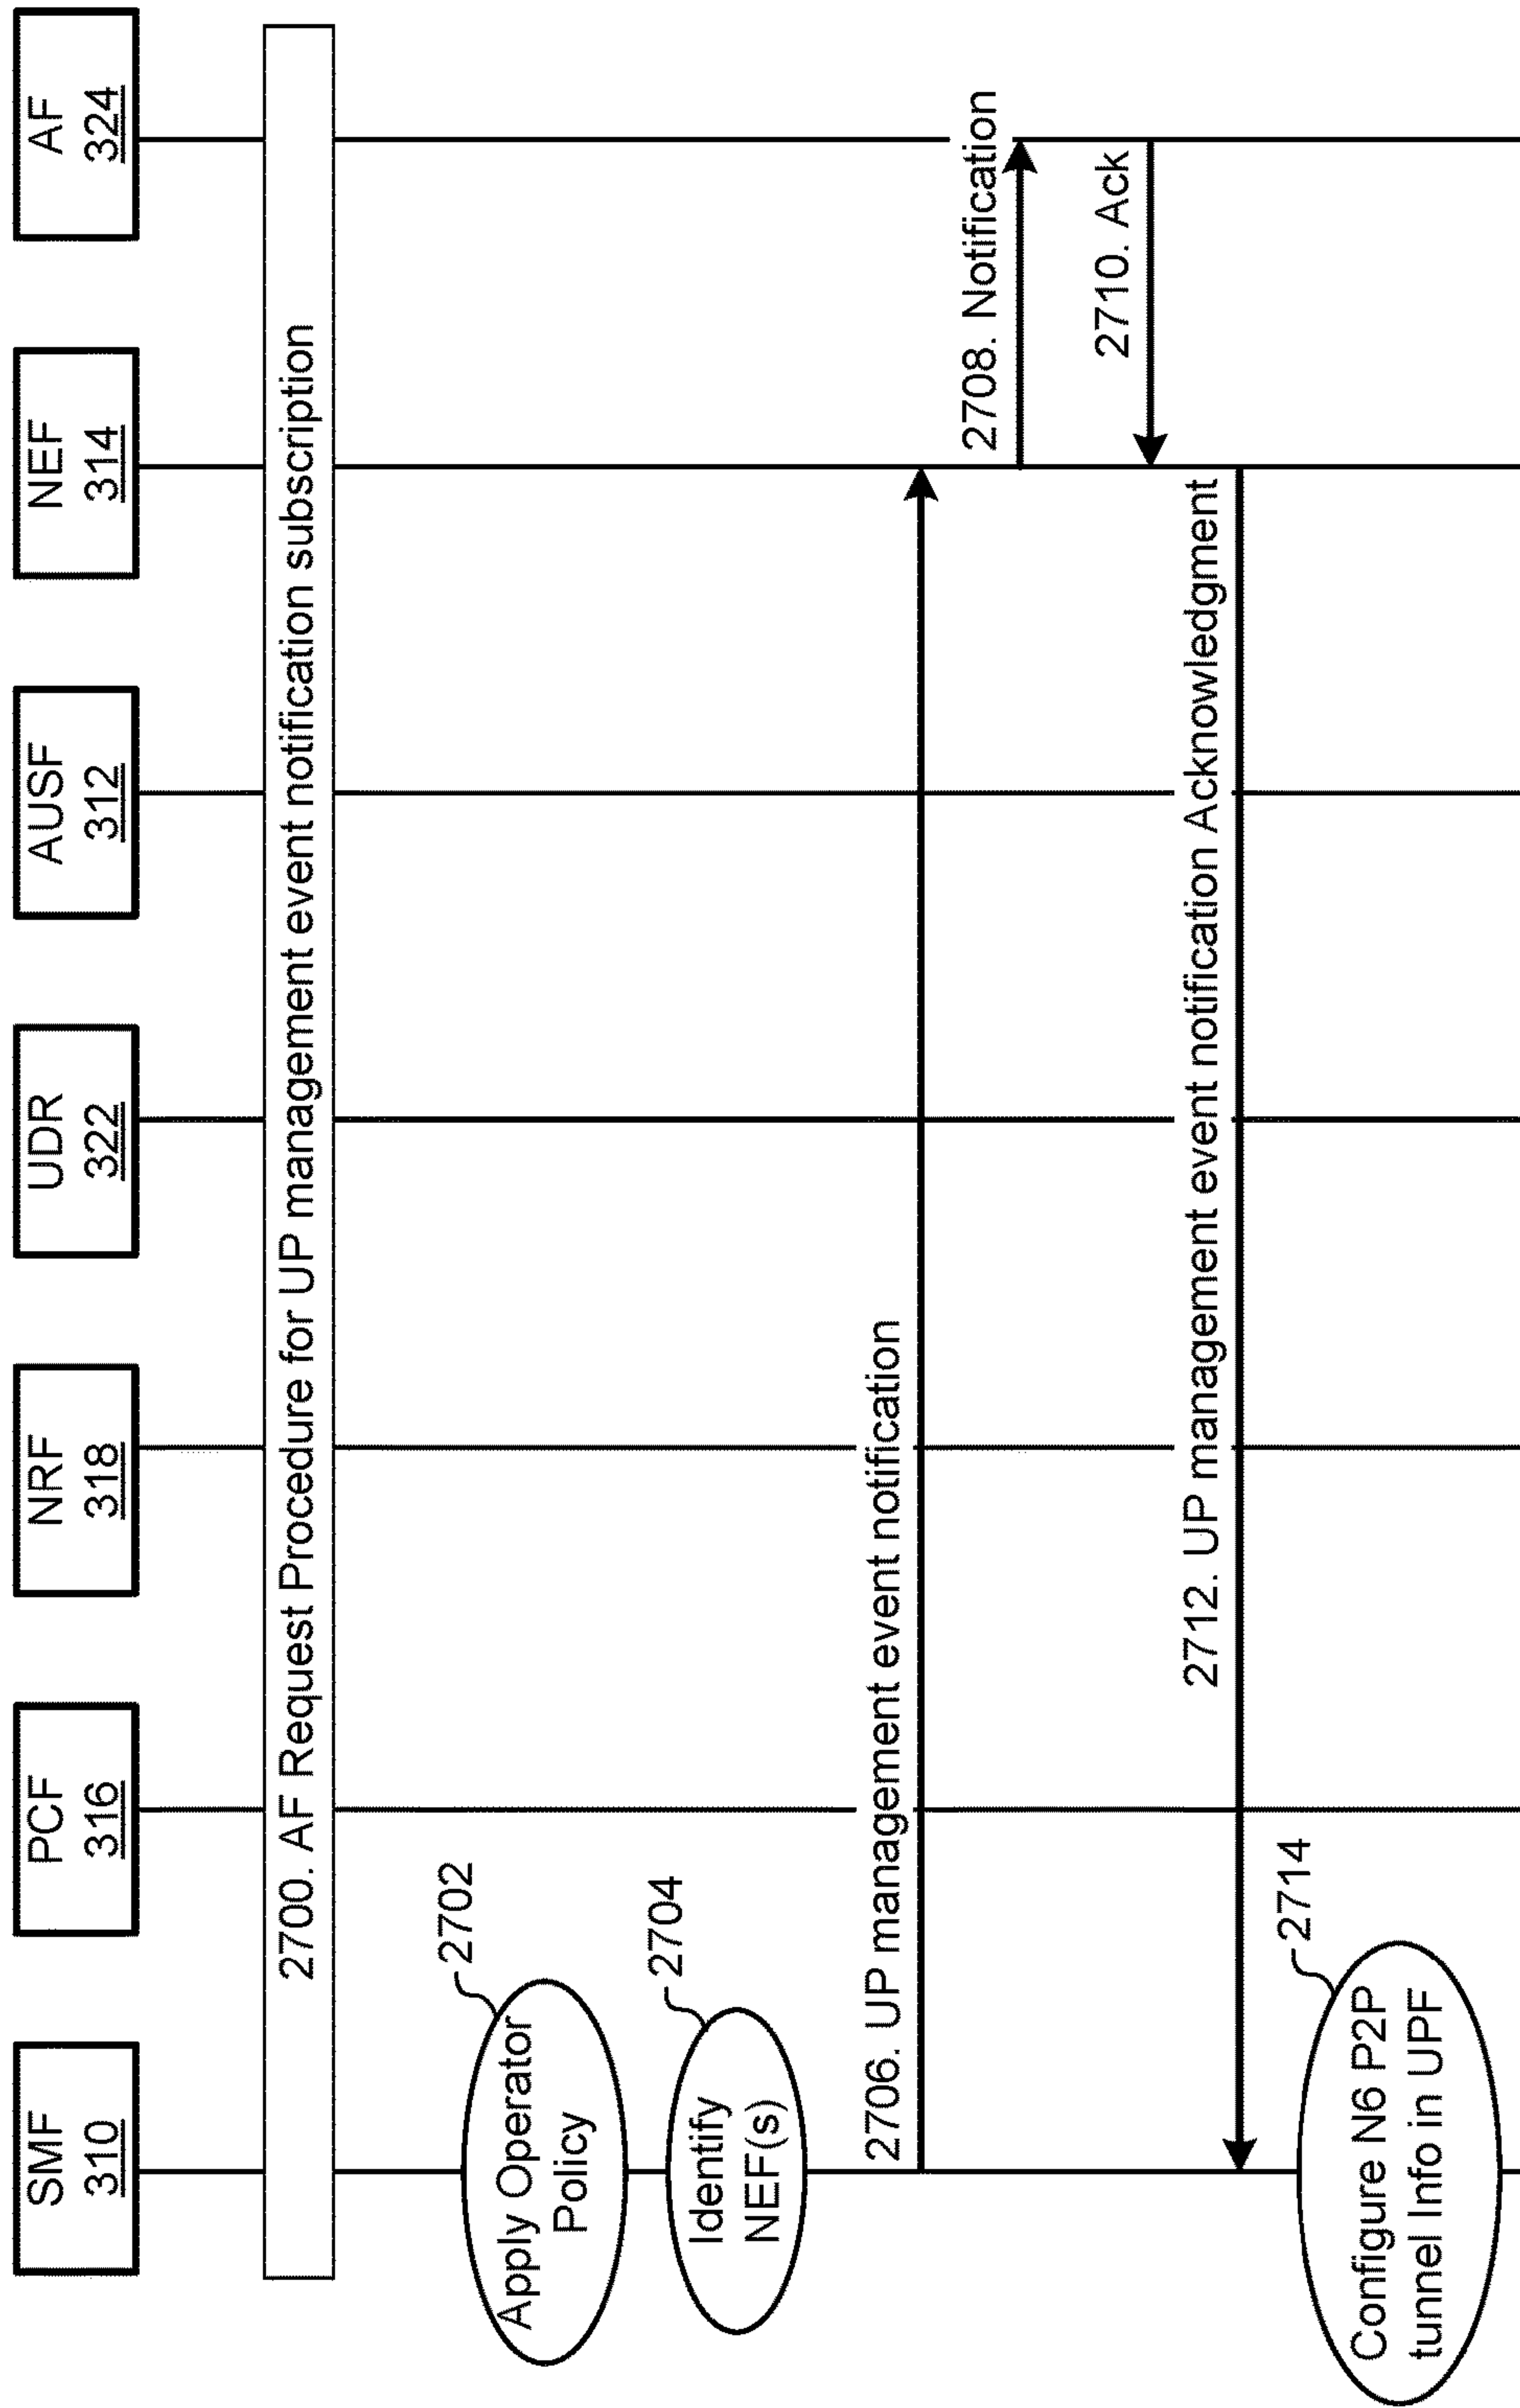 SMF
310
PCF
316
NRF
318
UDR
322
AUSF
312
NEF
314
AF
324
2700. AF Request Procedure for UP management event notification subscription
Apply Operator
Policy
2702
Identify
NEF(s)
2704
2706. UP management event notification
2708. Notification
2710. Ack
2712. UP management event notification Acknowledgment
Configure N6 P2P
tunnel Info in UPF
2714